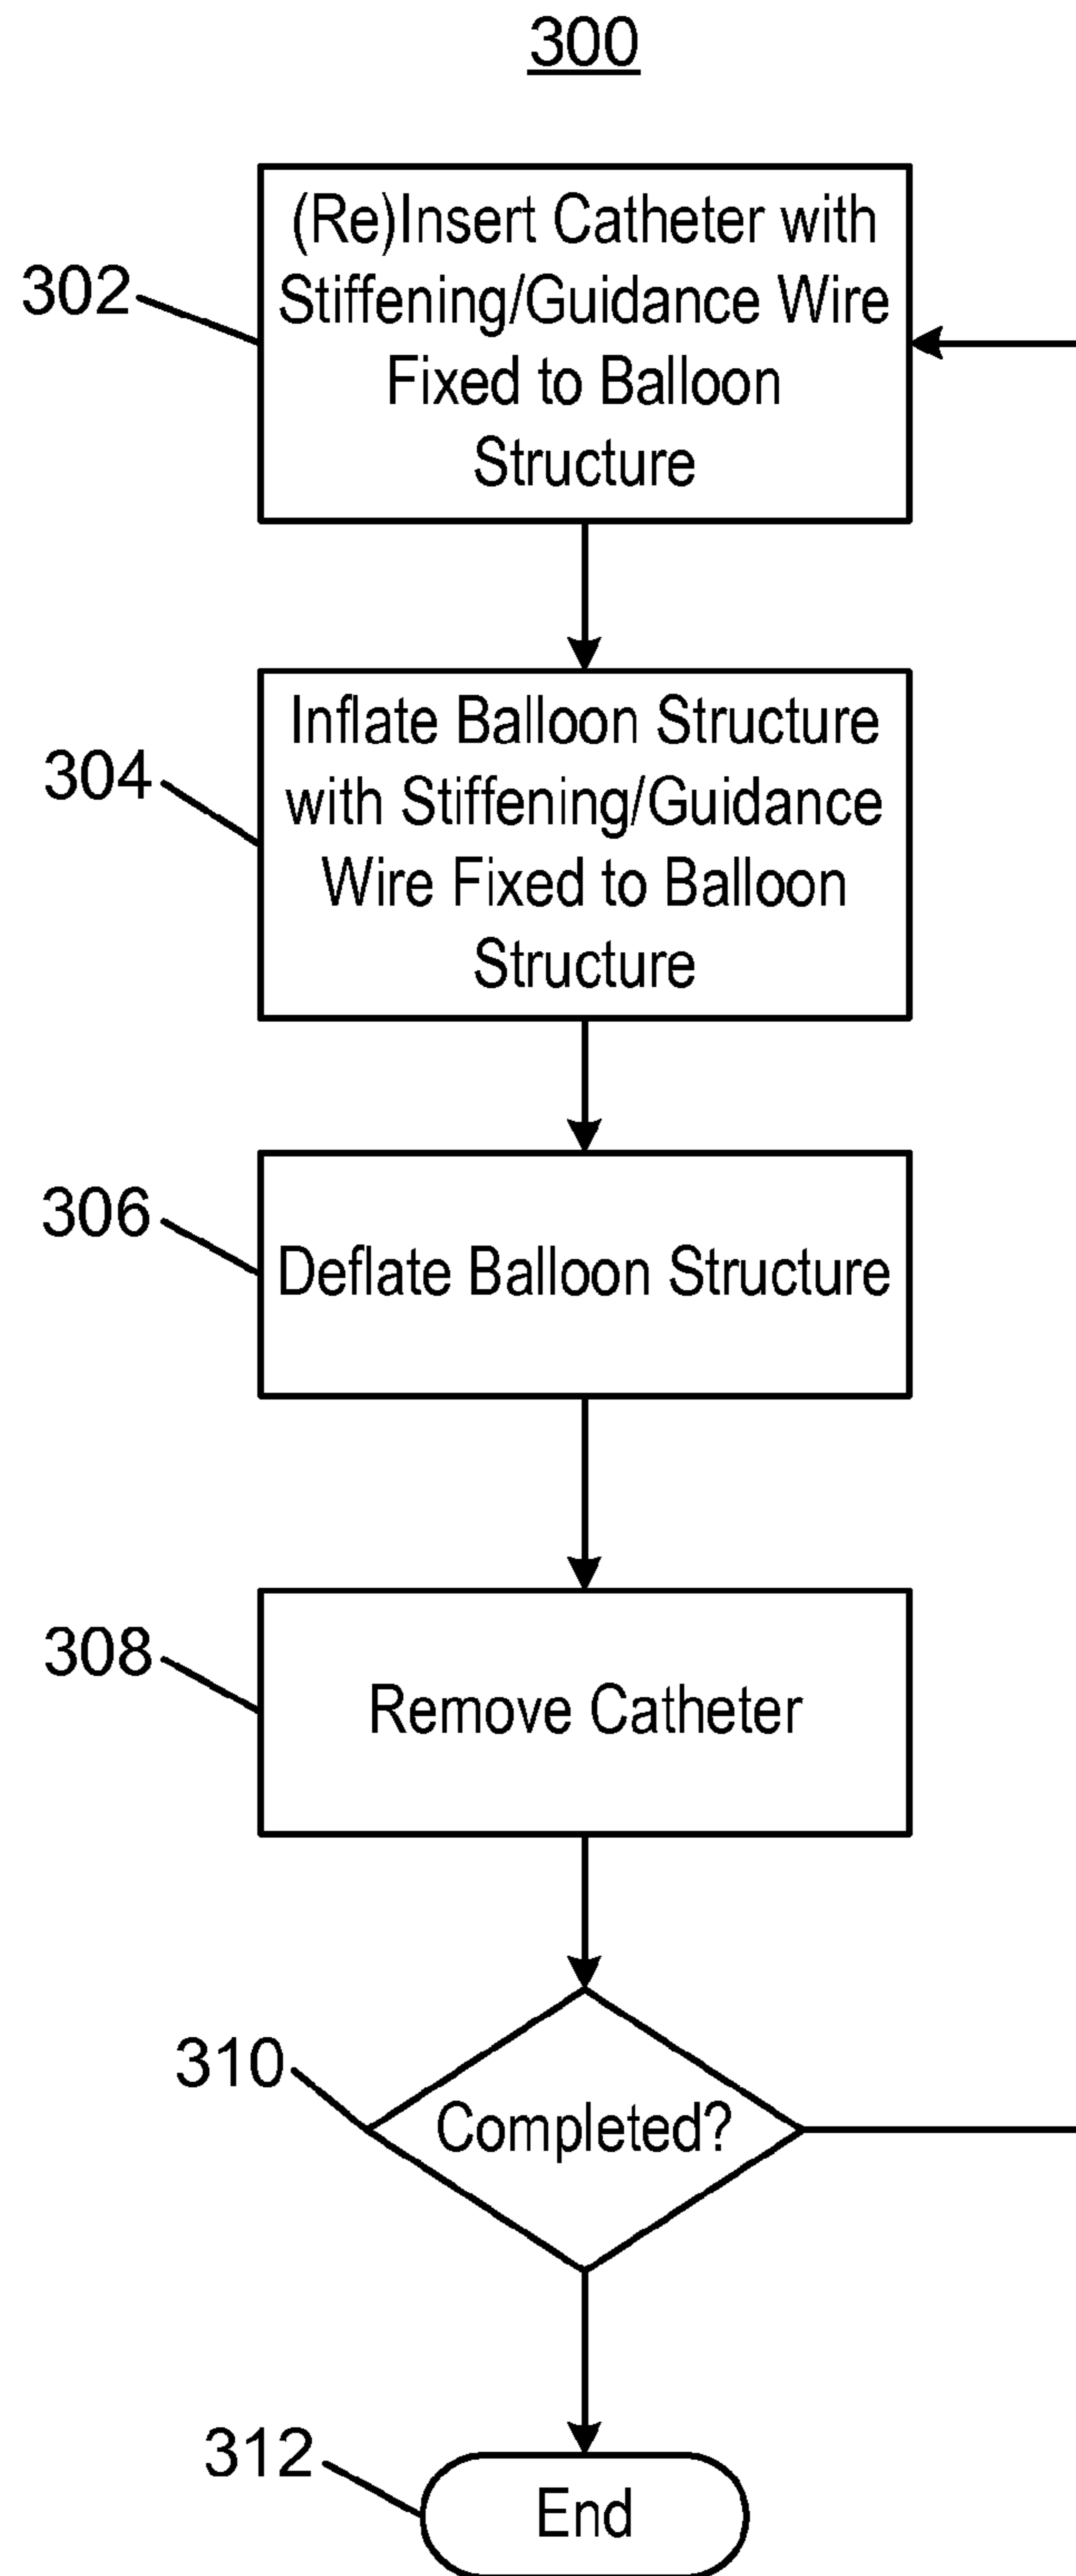 300
302
(Re)Insert Catheter with
Stiffening/Guidance Wire
Fixed to Balloon
Structure
304
Inflate Balloon Structure
with Stiffening/Guidance
Wire Fixed to Balloon
Structure
306
Deflate Balloon Structure
308
Remove Catheter
310
Completed?
312
End